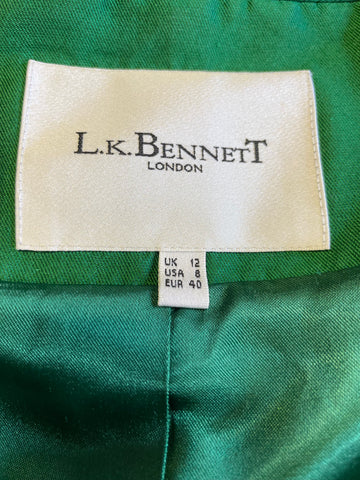 L.K.BENNETT
LONDON
UK 12
USA 8
EUR 40